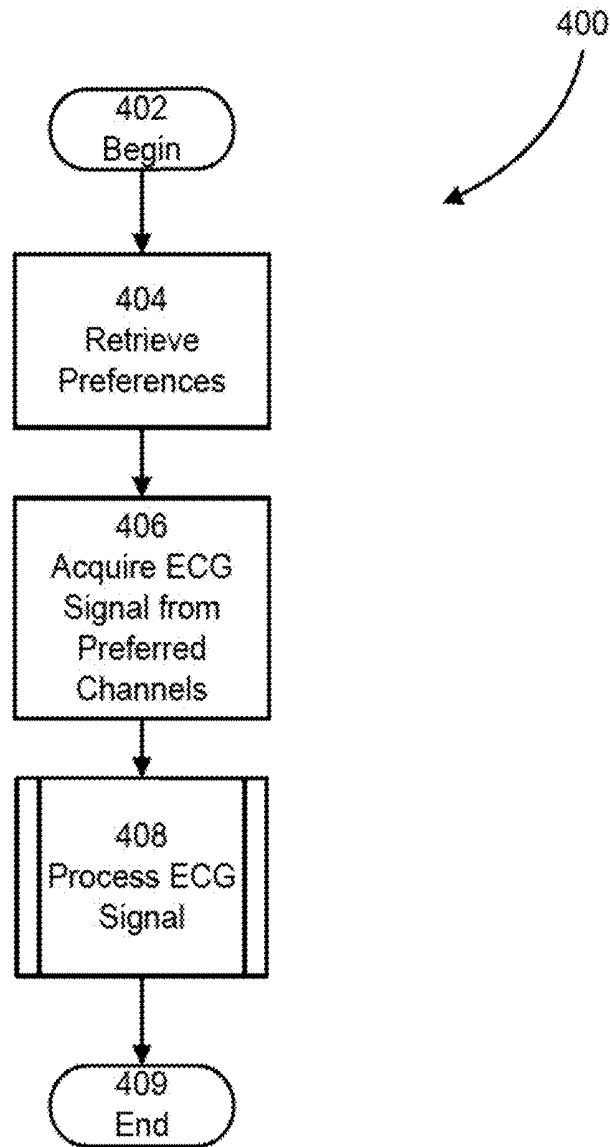 400
402
Begin
404
Retrieve
Preferences
406
Acquire ECG
Signal from
Preferred
Channels
408
Process ECG
Signal
409
End